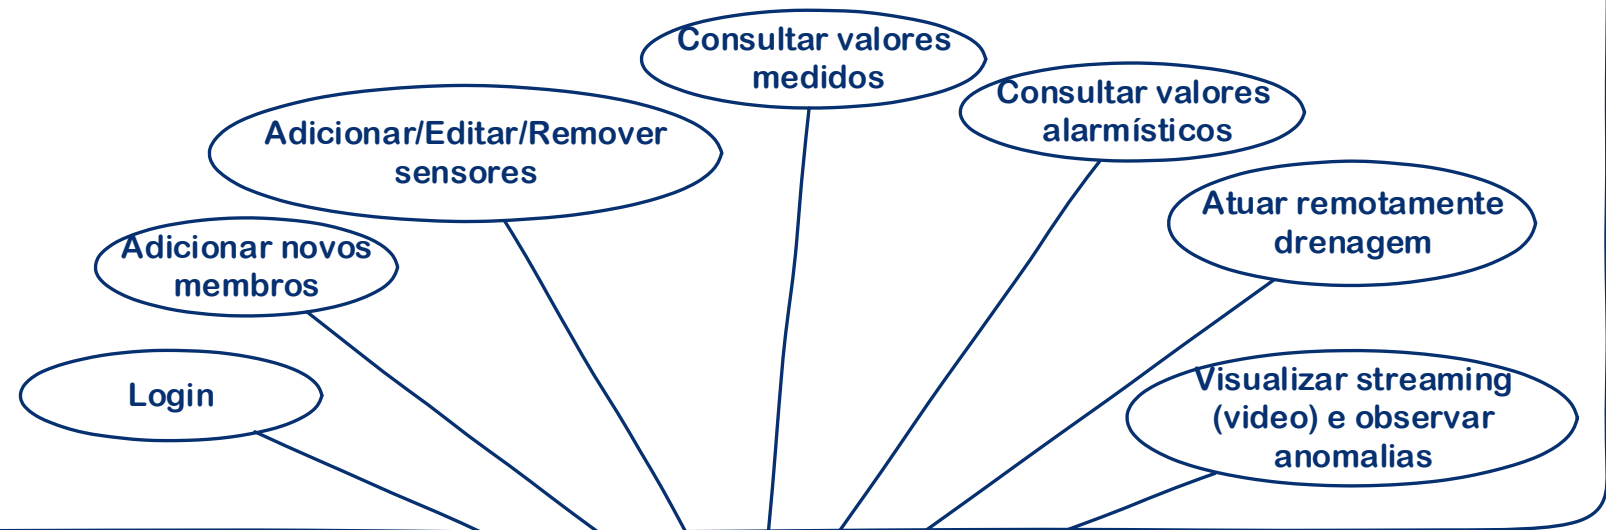 Consultar valores
medidos
Consultar valores
alarmísticos
Adicionar/Editar/Remover
sensores
Atuar remotamente
drenagem
Adicionar novos
membros
Login
Visualizar streaming
(video) e observar
anomalias